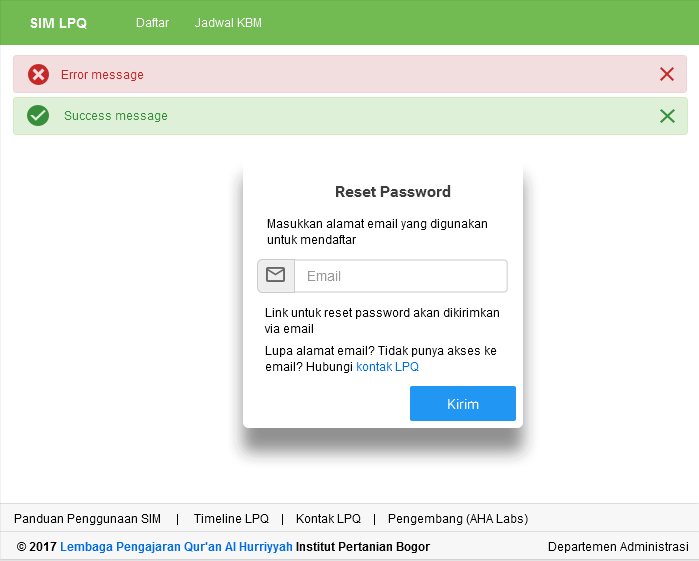 SIM LPQ Daftar Jadwal KBM
Error message
Success message
Reset Password
Masukkan alamat email yang digunakan
untuk mendaftar
Email
Link untuk reset password akan dikirimkan
via email
Lupa alamat email? Tidak punya akses ke
email? Hubungi kontak LPQ
Kirim
Panduan Penggunaan SIM | Timeline LPQ | Kontak LPQ | Pengembang (AHA Labs)
© 2017 Lembaga Pengajaran Qur'an Al Hurriyyah Institut Pertanian Bogor Departemen Administrasi